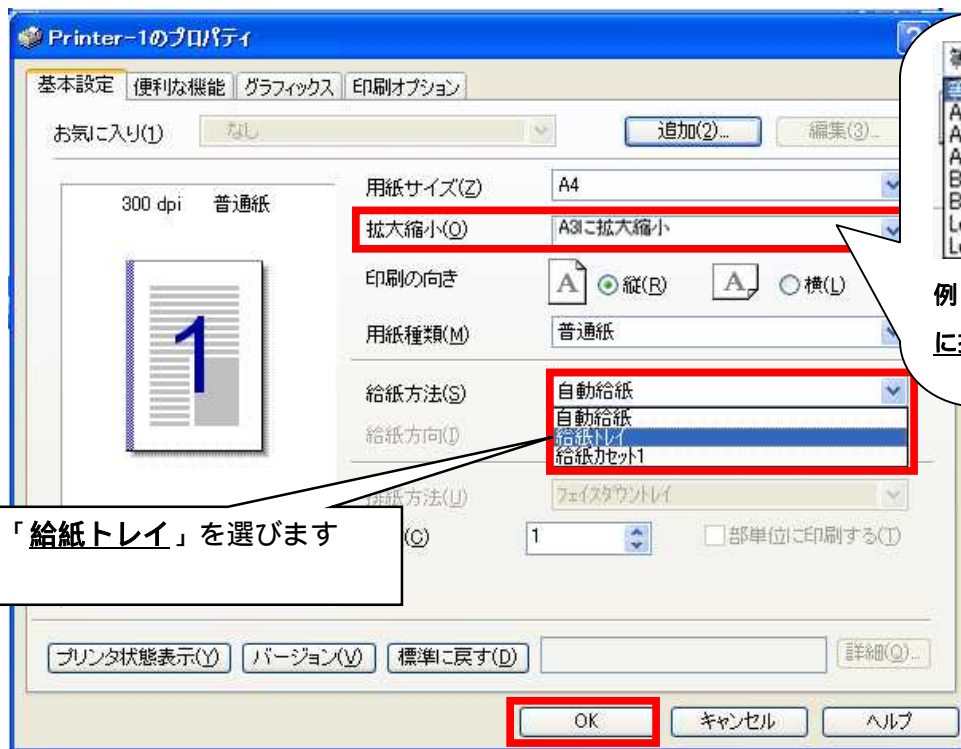 Printer-1のプロパティ
基本設定 便利な機能 グラフィックス 印刷オプション
お気に入り(1) なし 追加(2)... 編集(3)...
300 dpi 普通紙
1
用紙サイズ(Z) A4
拡大縮小(O) A3に拡大縮小
印刷の向き A 縦(R) A 横(L)
用紙種類(M) 普通紙
給紙方法(S) 自動給紙
自動給紙
給紙トレイ
給紙カセット1
給紙方向(I)
排紙方法(U) フェイスダウントレイ
(C) 1 部単位に印刷する(T)
「給紙トレイ」を選びます
プリンタ状態表示(Y) バージョン(V) 標準に戻す(D) 詳細(Q)...
OK キャンセル ヘルプ
A
A
A
B
B
Le
Le
例
に